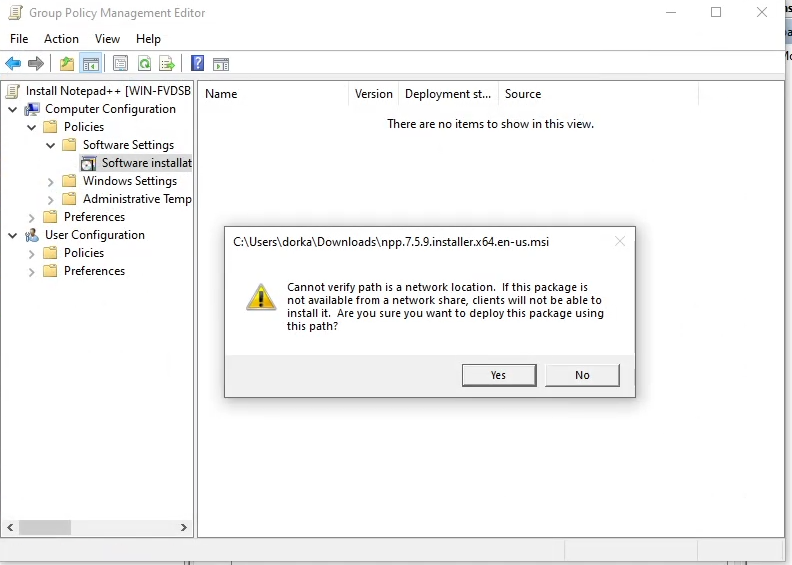 Group Policy Management Editor
File Action View Help
Install Notepad++ [WIN-FVDSB
Computer Configuration
Policies
Software Settings
Software installat
Windows Settings
Administrative Temp
Preferences
User Configuration
Policies
Preferences
Name Version Deployment st... Source
There are no items to show in this view.
C:\Users\dorka\Downloads\npp.7.5.9.installer.x64.en-us.msi
Cannot verify path is a network location. If this package is
not available from a network share, clients will not be able to
install it. Are you sure you want to deploy this package using
this path?
Yes No